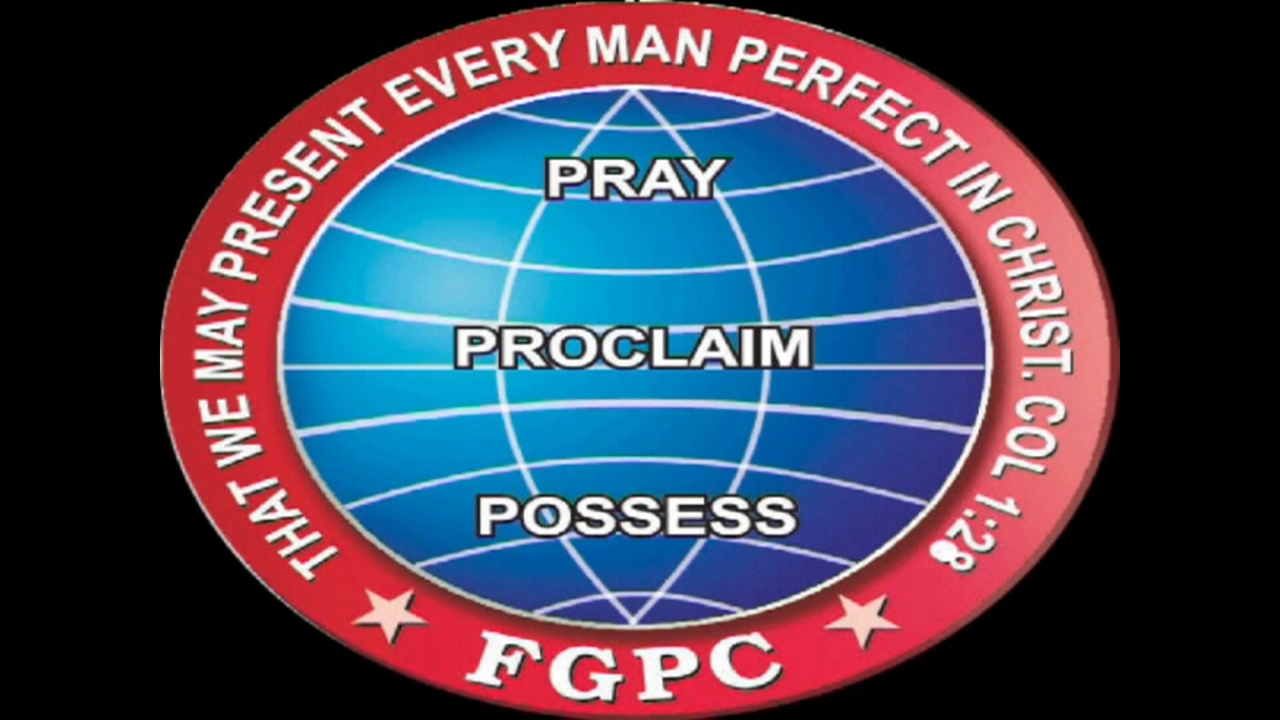 THAT WE MAY PRESENT EVERY MAN PERFECT IN CHRIST. COL 1:28
PRAY
PROCLAIM
POSSESS
FGPC